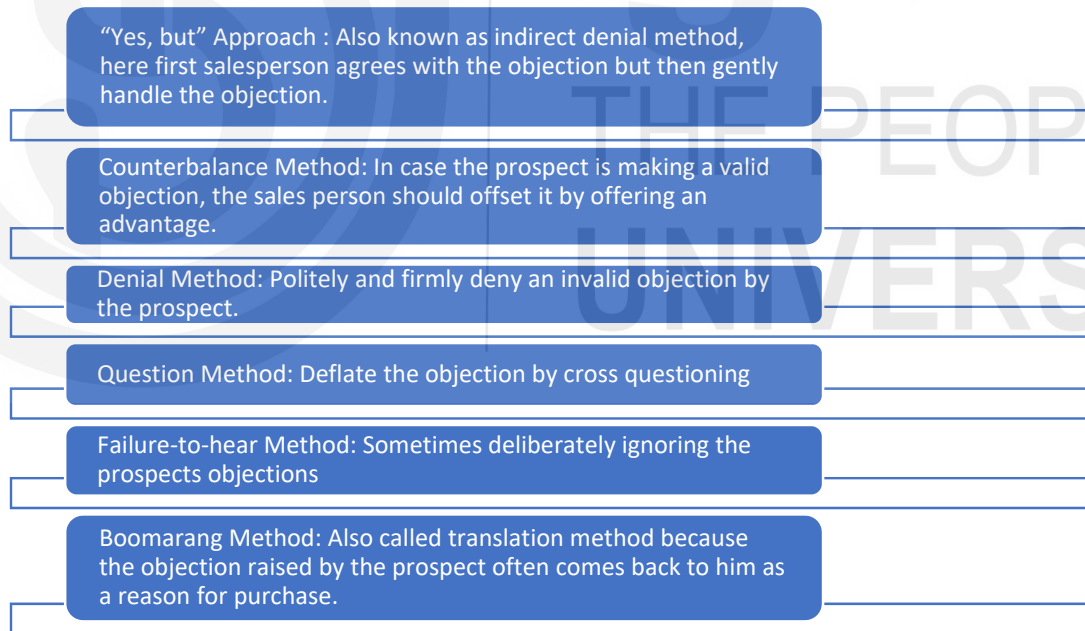 “Yes, but” Approach : Also known as indirect denial method,
here first salesperson agrees with the objection but then gently
handle the objection.
THE PEOP
Counterbalance Method: In case the prospect is making a valid
objection, the sales person should offset it by offering an
advantage.
UNIVERS
Denial Method: Politely and firmly deny an invalid objection by
the prospect.
Question Method: Deflate the objection by cross questioning
Failure-to-hear Method: Sometimes deliberately ignoring the
prospects objections
Boomarang Method: Also called translation method because
the objection raised by the prospect often comes back to him as
a reason for purchase.